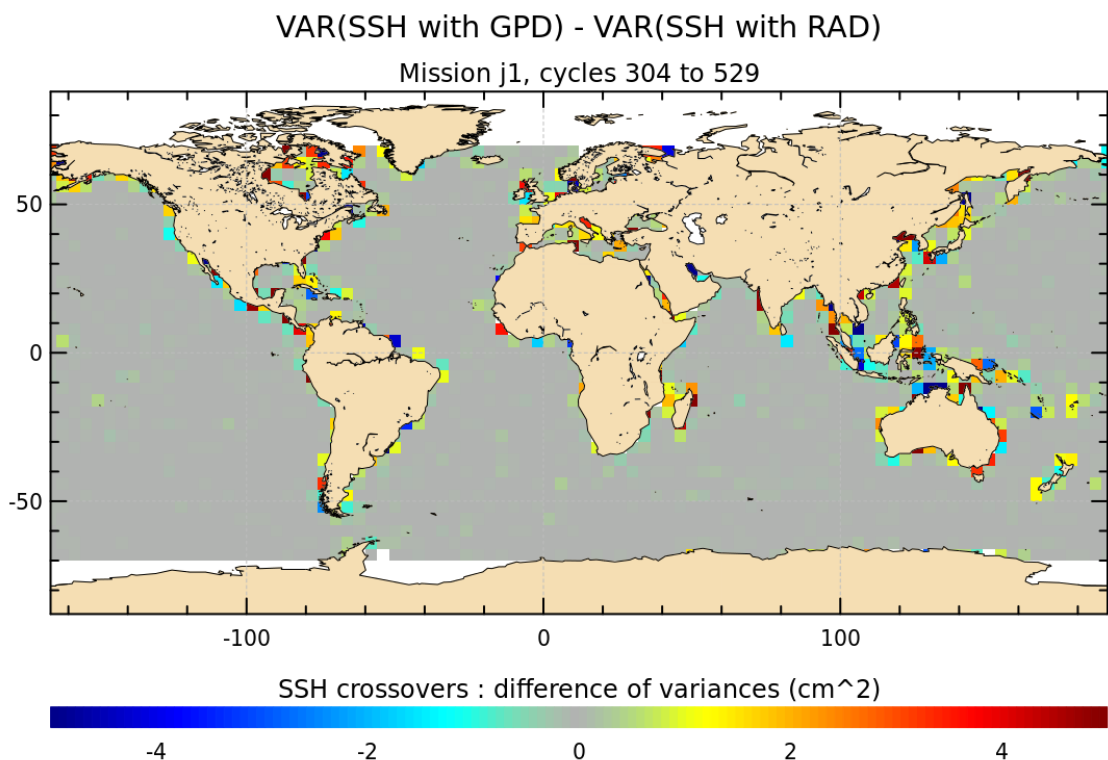 VAR(SSH with GPD) - VAR(SSH with RAD)
Mission j1, cycles 304 to 529
50
0
-50
-100 0 100
SSH crossovers : difference of variances (cm^2)
-4 -2 0 2 4